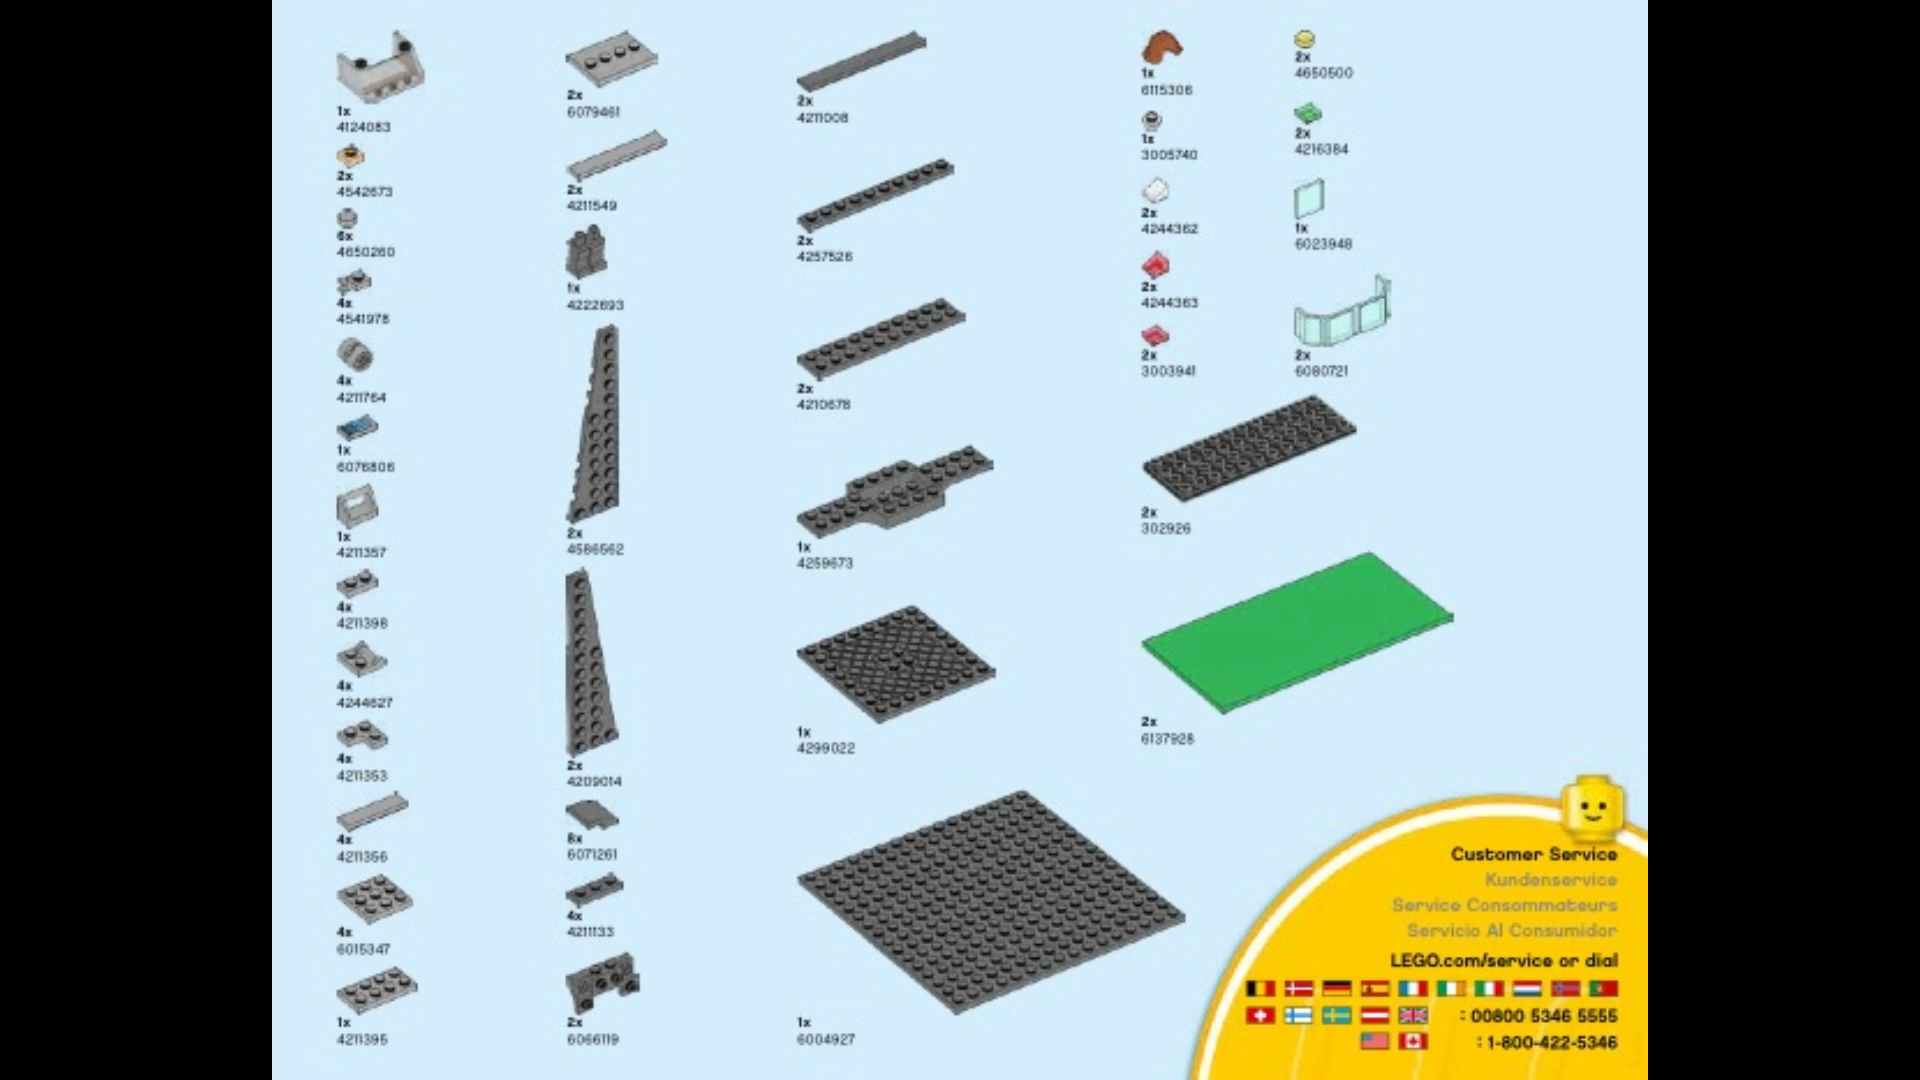 1x
4124083
2x
4542673
6x
4650260
4x
4541978
4x
4211764
1x
6076806
1x
4211357
4x
4211398
4x
4244627
4x
4211353
4x
4211356
4x
6015347
1x
4211395
2x
6079461
2x
4211549
1x
4222693
2x
4586562
2x
4209014
8x
6071261
4x
4211133
2x
6066119
2x
4211008
2x
4257526
2x
4210678
1x
4259673
1x
4299022
1x
6004927
1x
6115306
1x
3005740
2x
4244362
2x
4244363
2x
3003941
2x
4650500
2x
4216384
1x
6023948
2x
6080721
2x
302926
2x
6137928
Customer Service
Kundenservice
Service Consommateurs
Servicio Al Consumidor
LEGO.com/service or dial
: 00800 5346 5555
: 1-800-422-5346